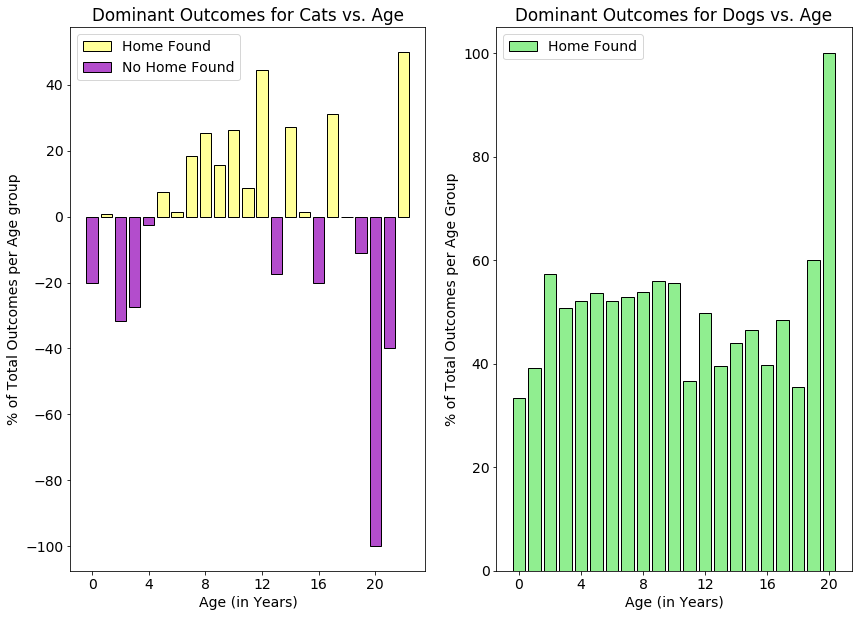 Dominant Outcomes for Cats vs. Age
Home Found
No Home Found
40
20
0
−20
−40
−60
−80
−100
% of Total Outcomes per Age group
0 4 8 12 16 20
Age (in Years)
Dominant Outcomes for Dogs vs. Age
Home Found
100
80
60
40
20
0
% of Total Outcomes per Age Group
0 4 8 12 16 20
Age (in Years)